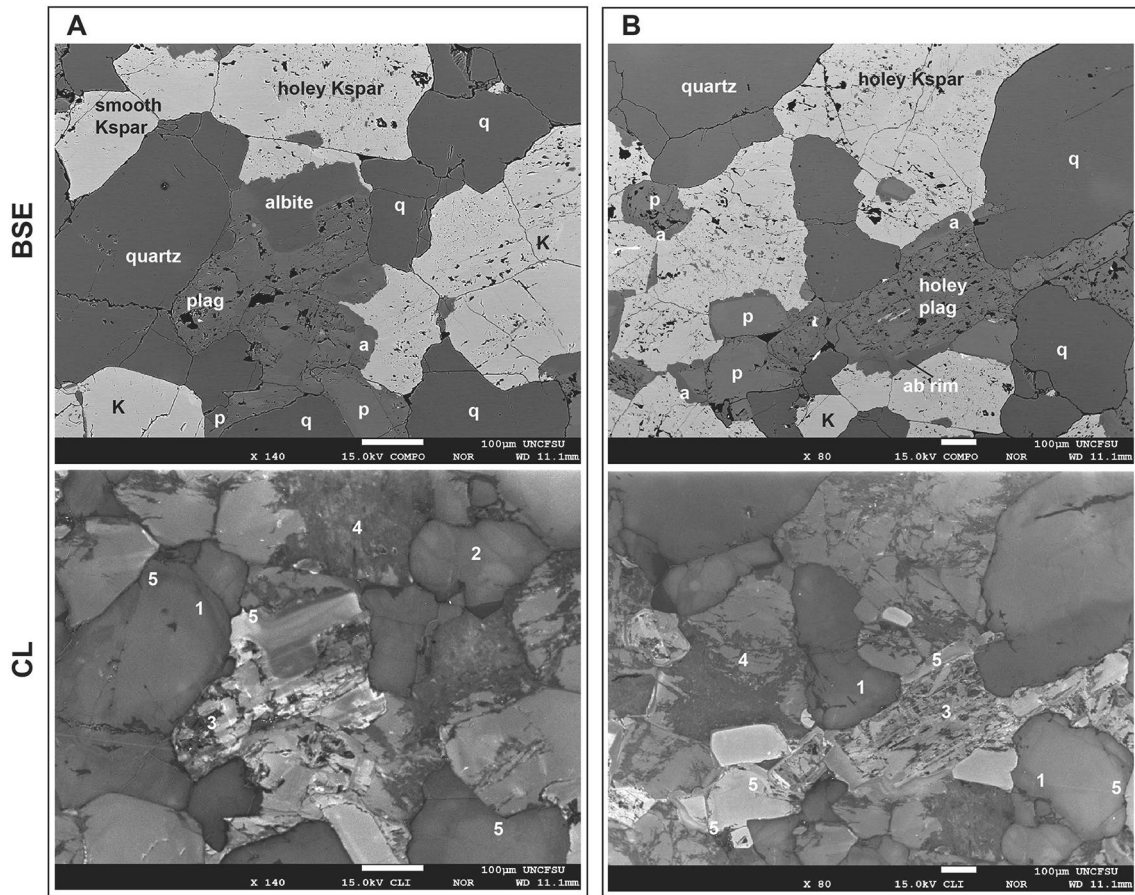 A
B
BSE
CL
smooth
Kspar
holey Kspar
q
albite
q
quartz
plag
K
a
K
p
q
p
q
100µm UNCFSU
X 140 15.0kV COMPO NOR WD 11.1mm
quartz
holey Kspar
q
p
a
a
holey
plag
p
q
p
a
ab rim
K
100µm UNCFSU
X 80 15.0kV COMPO NOR WD 11.1mm
4
2
5
1
5
3
5
100µm UNCFSU
X 140 15.0kV CLI NOR WD 11.1mm
4
5
1
3
5
1
5
5
100µm UNCFSU
X 80 15.0kV CLI NOR WD 11.1mm